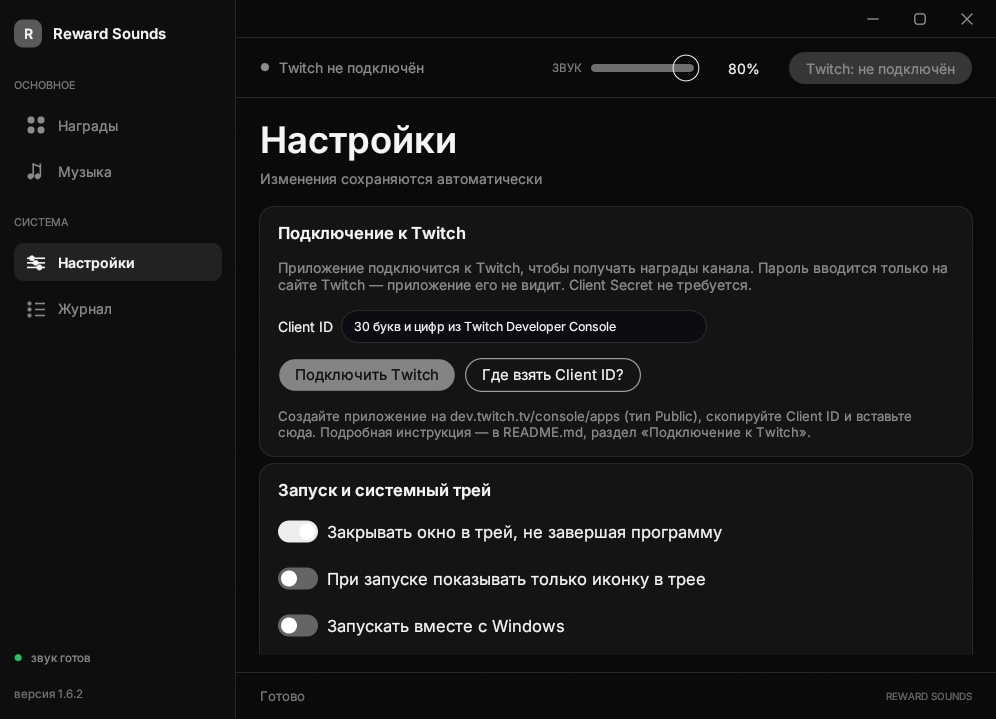 R
Reward Sounds
ОСНОВНОЕ
Награды
Музыка
СИСТЕМА
Настройки
Журнал
звук готов
версия 1.6.2
Twitch не подключён
ЗВУК
80%
Twitch: не подключён
Настройки
Изменения сохраняются автоматически
Подключение к Twitch
Приложение подключится к Twitch, чтобы получать награды канала. Пароль вводится только на
сайте Twitch — приложение его не видит. Client Secret не требуется.
Client ID
30 букв и цифр из Twitch Developer Console
Подключить Twitch
Где взять Client ID?
Создайте приложение на dev.twitch.tv/console/apps (тип Public), скопируйте Client ID и вставьте
сюда. Подробная инструкция — в README.md, раздел «Подключение к Twitch».
Запуск и системный трей
Закрывать окно в трей, не завершая программу
При запуске показывать только иконку в трее
Запускать вместе с Windows
Готово
REWARD SOUNDS